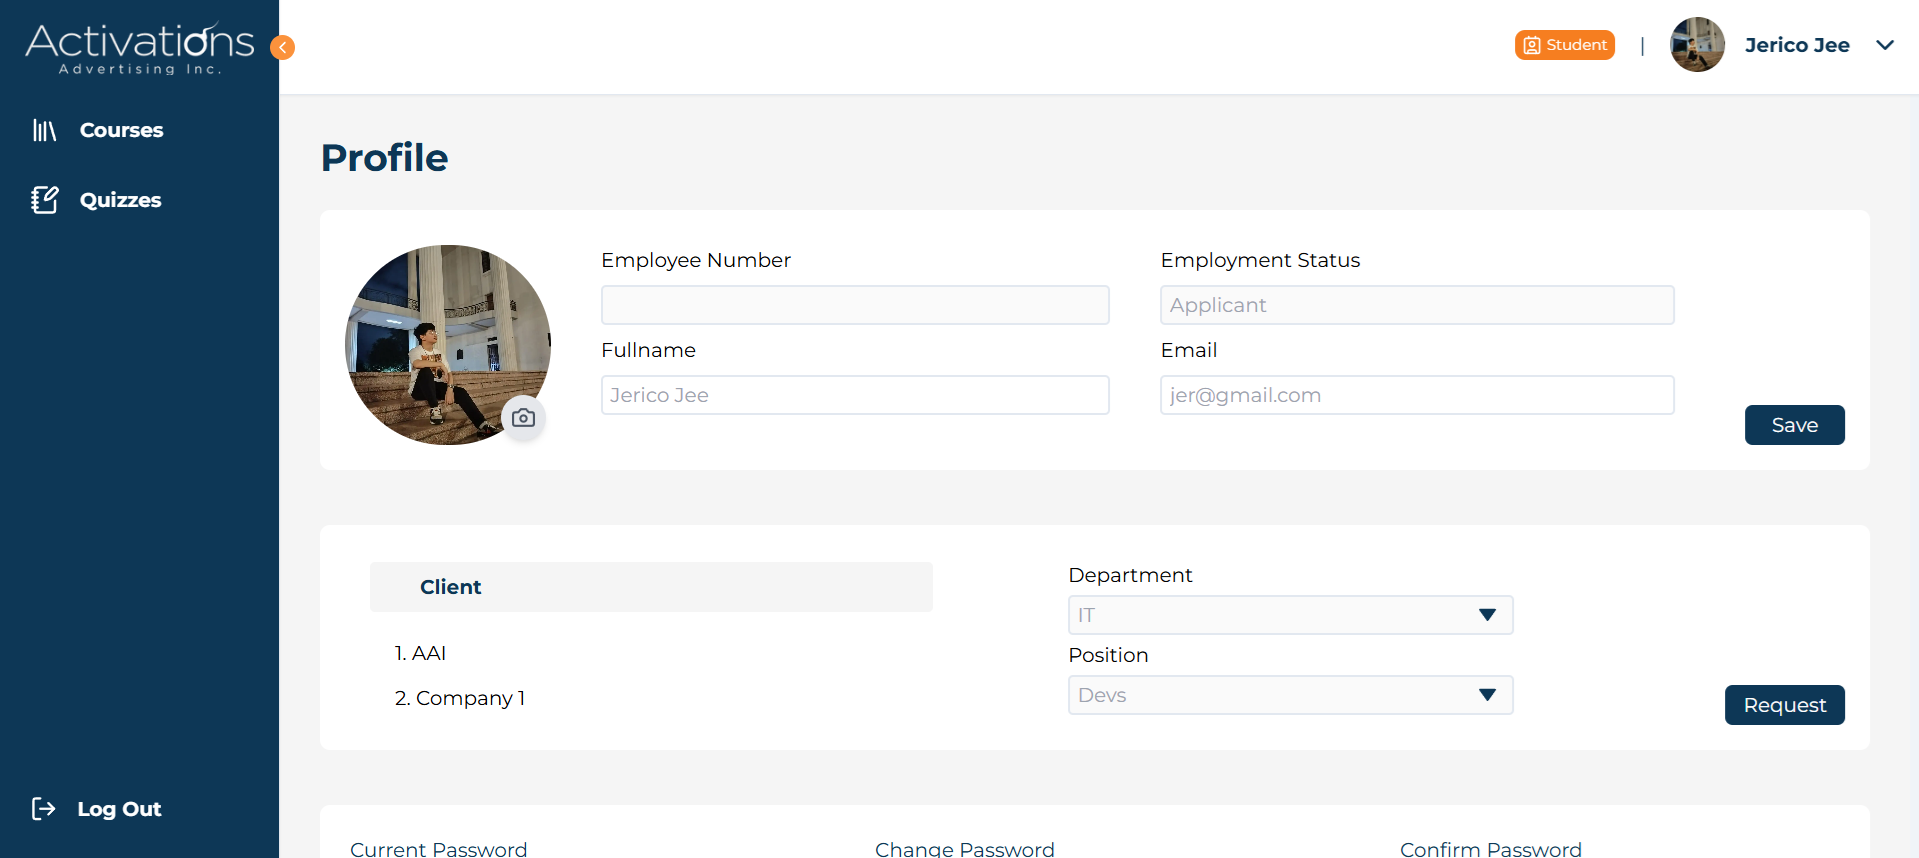 Activations
Advertising Inc.
Student
|
Jerico Jee
Courses
Quizzes
Log Out
Profile
Employee Number
Employment Status
Applicant
Fullname
Email
Jerico Jee
jer@gmail.com
Save
Client
1. AAI
2. Company 1
Department
IT
Position
Devs
Request
Current Password
Change Password
Confirm Password